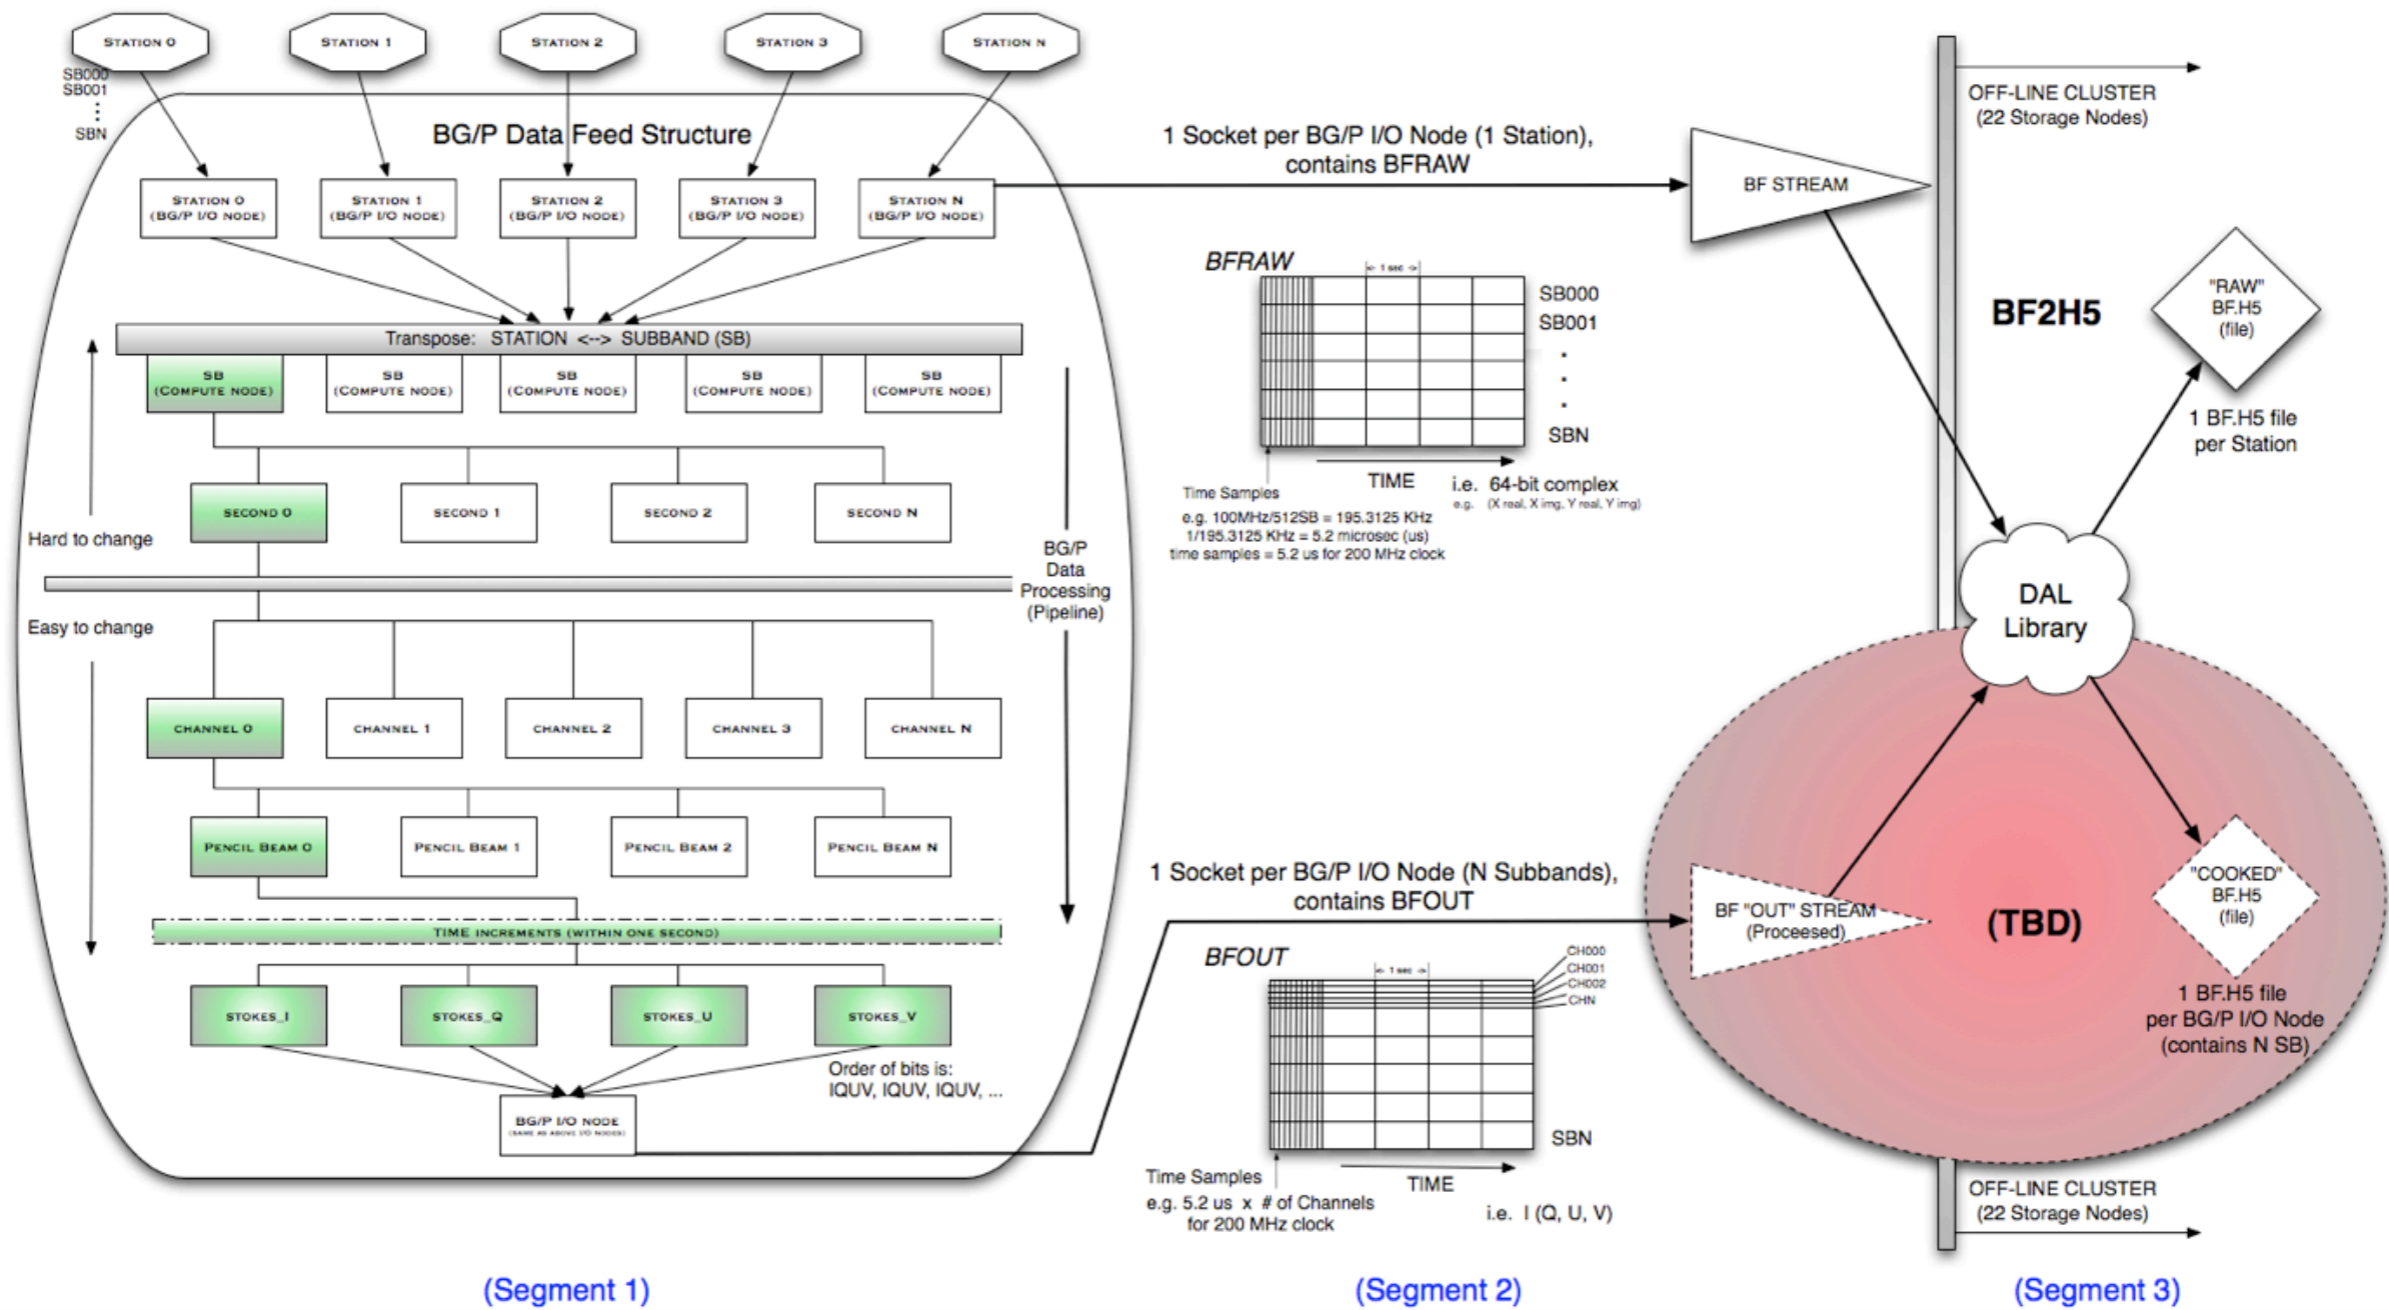 STATION 0
STATION 1
STATION 2
STATION 3
STATION N
SB000
SB001
SBN
BG/P Data Feed Structure
STATION 0
(BG/P I/O NODE)
STATION 1
(BG/P I/O NODE)
STATION 2
(BG/P I/O NODE)
STATION 3
(BG/P I/O NODE)
STATION N
(BG/P I/O NODE)
Transpose: STATION <--> SUBBAND (SB)
SB
(COMPUTE NODE)
SB
(COMPUTE NODE)
SB
(COMPUTE NODE)
SB
(COMPUTE NODE)
SB
(COMPUTE NODE)
SECOND 0
SECOND 1
SECOND 2
SECOND N
Hard to change
Easy to change
BG/P
Data
Processing
(Pipeline)
CHANNEL 0
CHANNEL 1
CHANNEL 2
CHANNEL 3
CHANNEL N
PENCIL BEAM 0
PENCIL BEAM 1
PENCIL BEAM 2
PENCIL BEAM N
TIME INCREMENTS (WITHIN ONE SECOND)
STOKES_I
STOKES_Q
STOKES_U
STOKES_V
Order of bits is:
IQUV, IQUV, IQUV, ...
BG/P I/O NODE
(SAME AS ABOVE I/O NODES)
(Segment 1)
1 Socket per BG/P I/O Node (1 Station),
contains BFRAW
BFRAW
<- 1 sec ->
SB000
SB001
.
.
.
SBN
TIME
Time Samples
e.g. 100MHz/512SB = 195.3125 KHz
1/195.3125 KHz = 5.2 microsec (us)
time samples = 5.2 us for 200 MHz clock
i.e. 64-bit complex
e.g. (X real, X img, Y real, Y img)
1 Socket per BG/P I/O Node (N Subbands),
contains BFOUT
BFOUT
<- 1 sec ->
CH000
CH001
CH002
CHN
SBN
TIME
Time Samples
e.g. 5.2 us x # of Channels
for 200 MHz clock
i.e. I (Q, U, V)
(Segment 2)
OFF-LINE CLUSTER
(22 Storage Nodes)
BF STREAM
BF2H5
"RAW"
BF.H5
(file)
1 BF.H5 file
per Station
DAL
Library
BF "OUT" STREAM
(Proceesed)
(TBD)
"COOKED"
BF.H5
(file)
1 BF.H5 file
per BG/P I/O Node
(contains N SB)
OFF-LINE CLUSTER
(22 Storage Nodes)
(Segment 3)